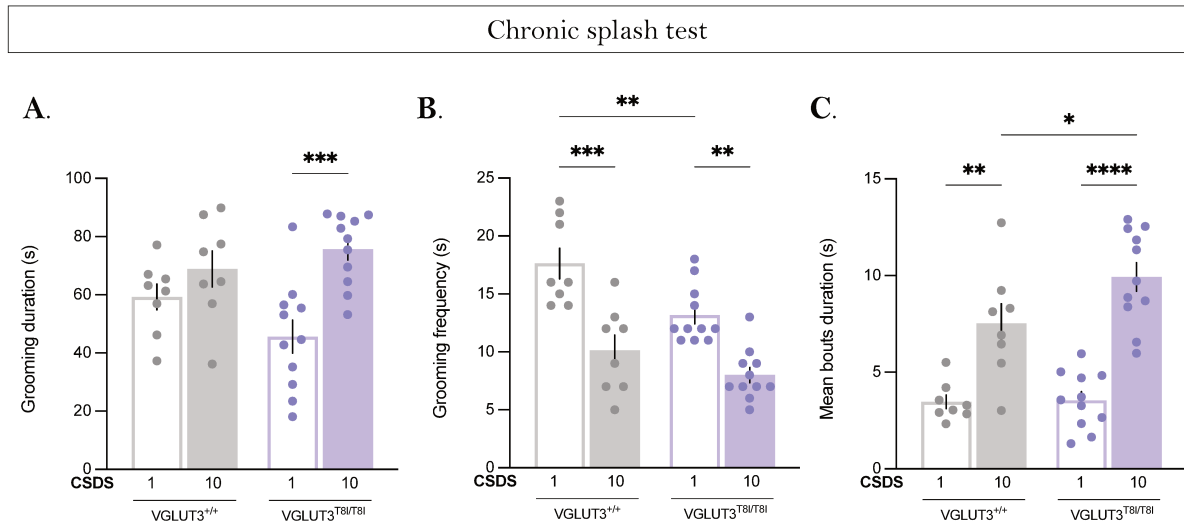 Chronic splash test
A.
B.
C.
**
*
***
***
**
**
****
Grooming duration (s)
100
80
60
40
20
0
CSDS 1 10 1 10
VGLUT3+/+ VGLUT3T8I/T8I
Grooming frequency (s)
25
20
15
10
5
0
CSDS 1 10 1 10
VGLUT3+/+ VGLUT3T8I/T8I
Mean bouts duration (s)
15
10
5
0
CSDS 1 10 1 10
VGLUT3+/+ VGLUT3T8I/T8I